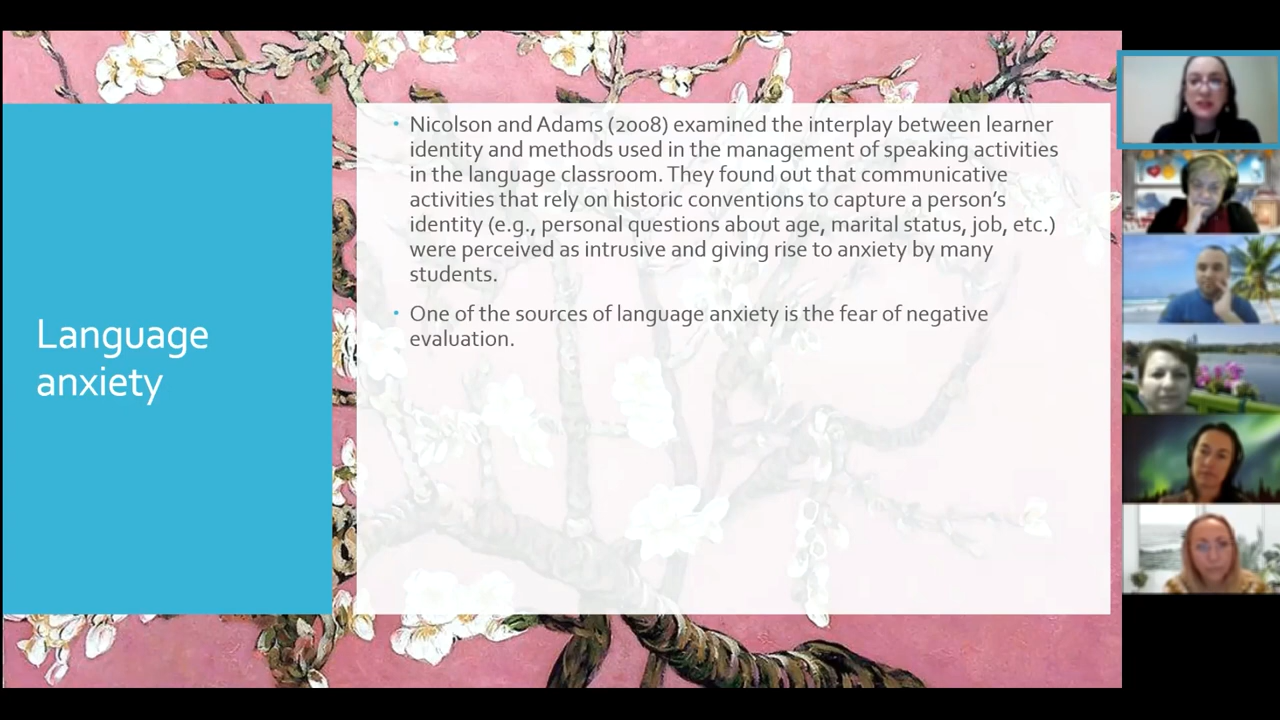 Language
anxiety
Nicolson and Adams (2008) examined the interplay between learner
identity and methods used in the management of speaking activities
in the language classroom. They found out that communicative
activities that rely on historic conventions to capture a person's
identity (e.g., personal questions about age, marital status, job, etc.)
were perceived as intrusive and giving rise to anxiety by many
students.
One of the sources of language anxiety is the fear of negative
evaluation.